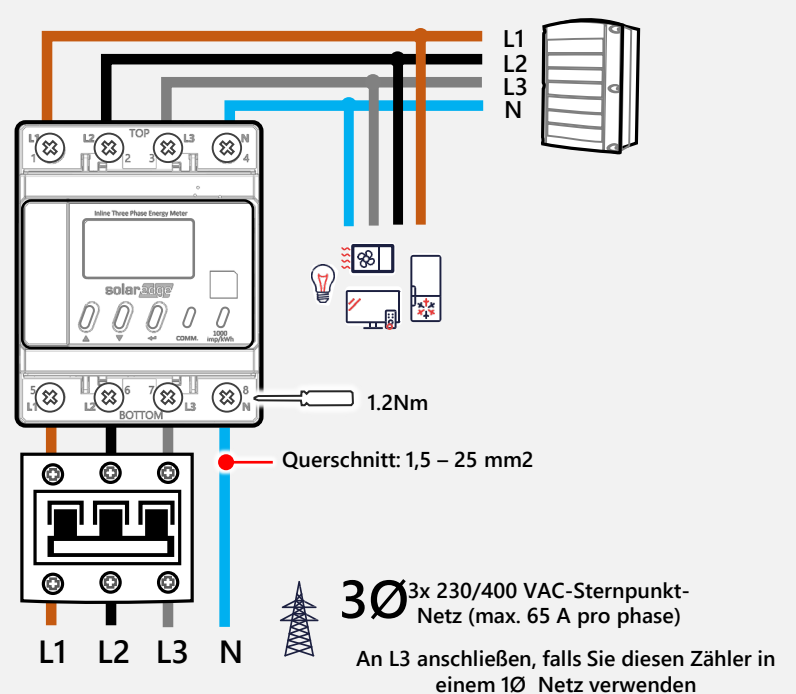 L1
L2
L3
N
L1 L2 TOP L3 N
1 2 3 4
Inline Three Phase Energy Meter
solaredge
COMM. 1000 imp/kWh
5 6 7 8
L1 L2 L3 N
BOTTOM
1.2Nm
Querschnitt: 1,5 – 25 mm2
L1 L2 L3 N
3Ø 3x 230/400 VAC-Sternpunkt-
Netz (max. 65 A pro phase)
An L3 anschließen, falls Sie diesen Zähler in
einem 1Ø Netz verwenden